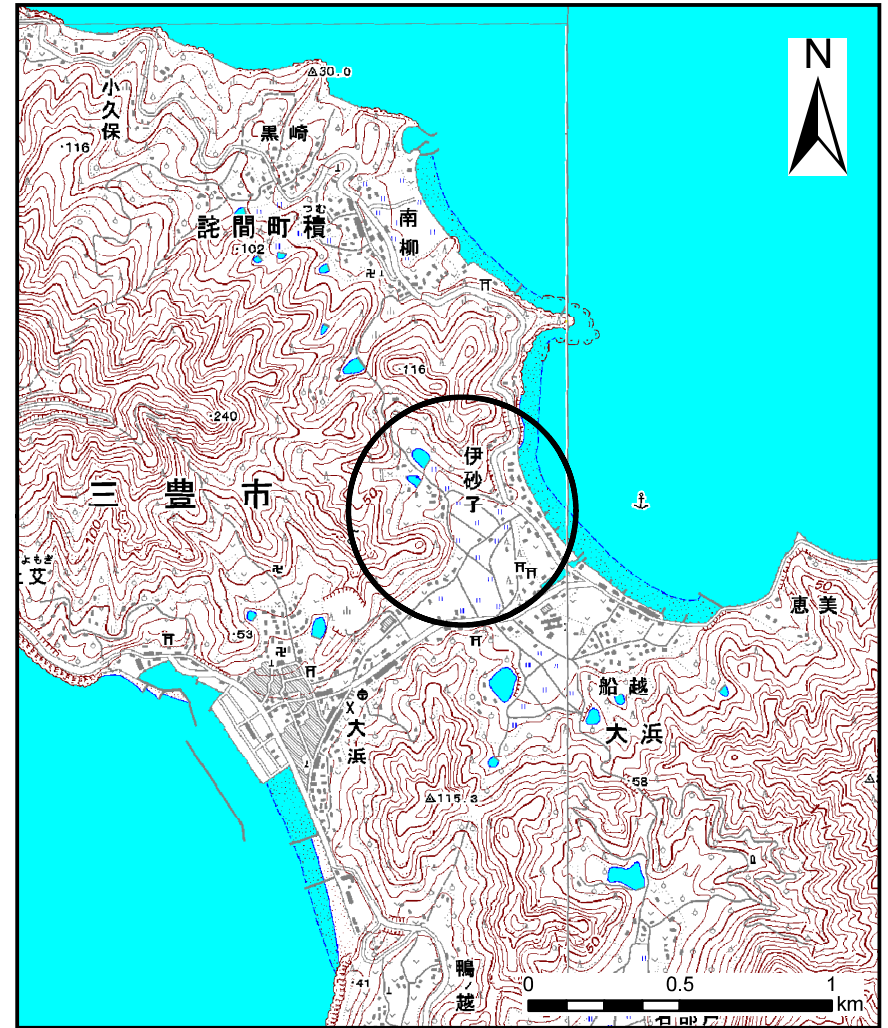 N
30.0
小久保
黒崎
116
つむ
詫間町積
南柳
102
116
240
伊砂子
三豊市
50
100
よもぎ
艾
50
恵美
53
船越
大浜
大浜
58
115.3
50
41
鴨ノ越
0 0.5 1
km